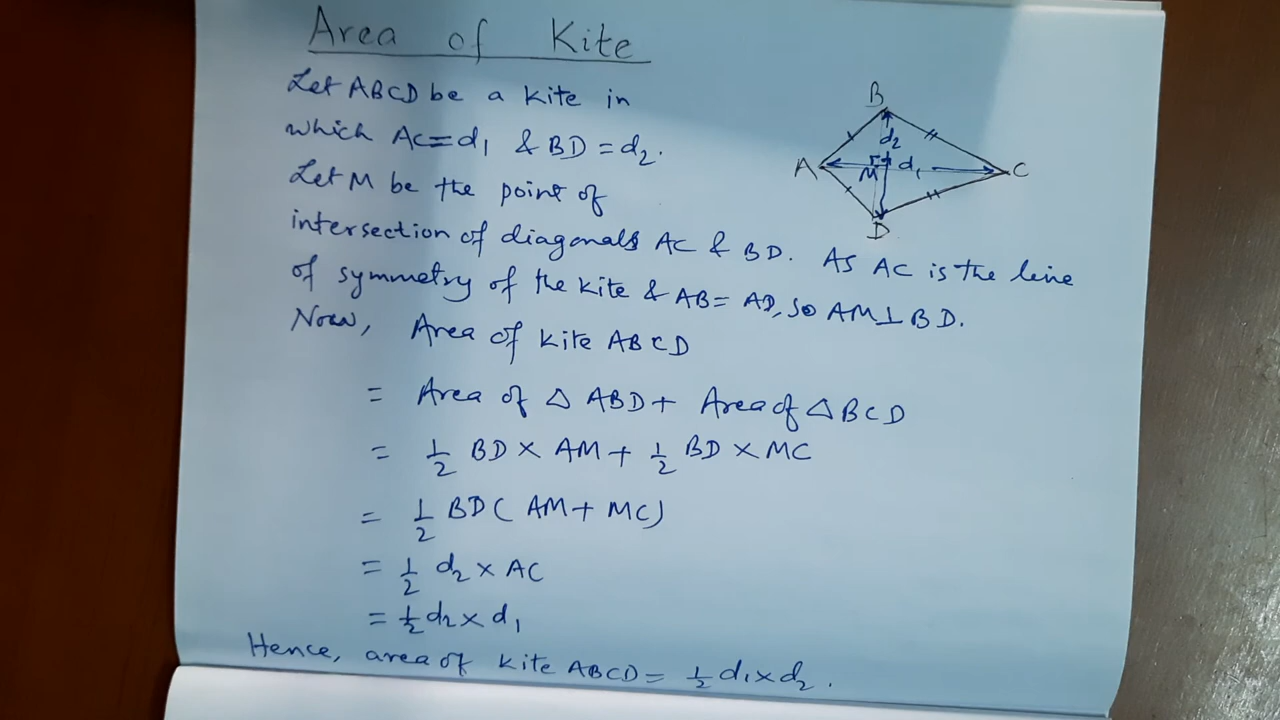 Area of Kite
Let ABCD be a kite in
which AC=d₁ & BD=d₂.
Let M be the point of
intersection of diagonals AC & BD. As AC is the line
of symmetry of the kite & AB= AD, so AM⊥BD.
Now, Area of kite ABCD
= Area of △ ABD+ Area of △BCD
= 1/2 BD × AM + 1/2 BD × MC
= 1/2 BD( AM+ MC)
= 1/2 d₂ × AC
= 1/2 d₂ × d₁
Hence, area of kite ABCD = 1/2 d₁×d₂.
B
d₂
A
M
d₁
C
D